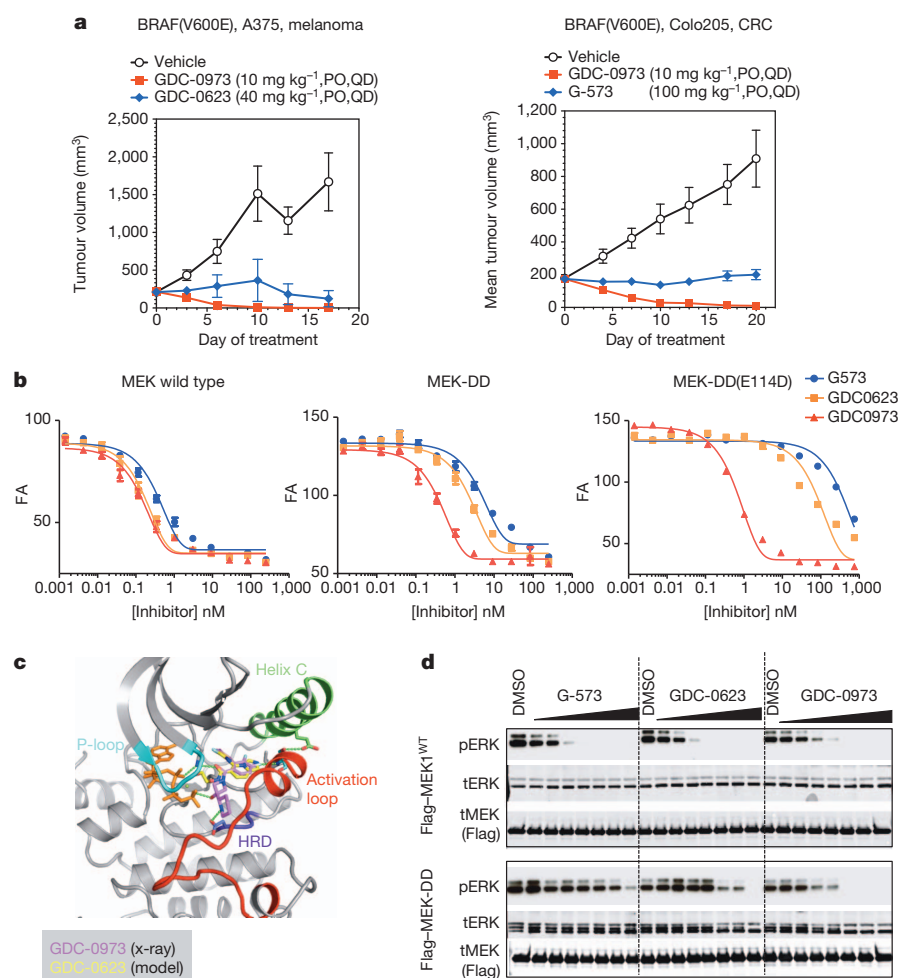 a
BRAF(V600E), A375, melanoma
Vehicle
GDC-0973 (10 mg kg⁻¹,PO,QD)
GDC-0623 (40 mg kg⁻¹,PO,QD)
Tumour volume (mm³)
2,500
2,000
1,500
1,000
500
0
0 5 10 15 20
Day of treatment
BRAF(V600E), Colo205, CRC
Vehicle
GDC-0973 (10 mg kg⁻¹,PO,QD)
G-573 (100 mg kg⁻¹,PO,QD)
Mean tumour volume (mm³)
1,200
1,000
800
600
400
200
0
0 5 10 15 20
Day of treatment
b
MEK wild type
FA
100
50
0.001 0.01 0.1 1 10 100 1,000
[Inhibitor] nM
MEK-DD
FA
150
100
50
0.001 0.01 0.1 1 10 100 1,000
[Inhibitor] nM
MEK-DD(E114D)
G573
GDC0623
GDC0973
FA
150
100
50
0.001 0.01 0.1 1 10 100 1,000
[Inhibitor] nM
c
Helix C
P-loop
Activation
loop
HRD
GDC-0973 (x-ray)
GDC-0623 (model)
d
DMSO G-573 DMSO GDC-0623 DMSO GDC-0973
Flag–MEK1ᵂᵀ
pERK
tERK
tMEK
(Flag)
Flag–MEK-DD
pERK
tERK
tMEK
(Flag)